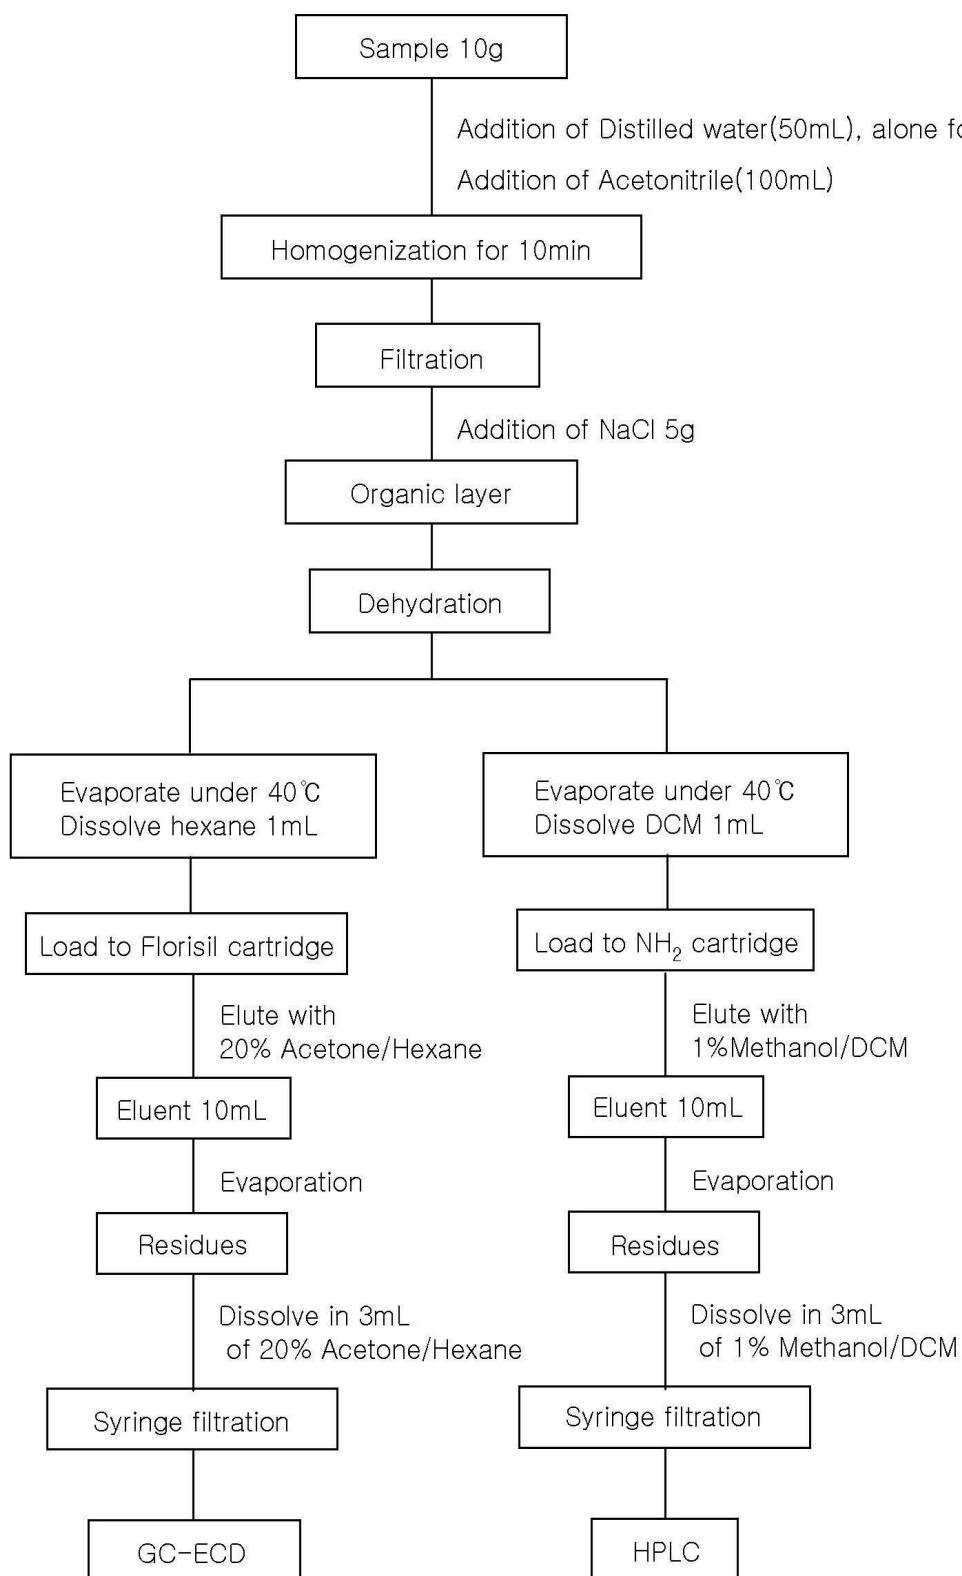 Sample 10g
Addition of Distilled water(50mL), alone
Addition of Acetonitrile(100mL)
Homogenization for 10min
Filtration
Addition of NaCl 5g
Organic layer
Dehydration
Evaporate under 40℃
Dissolve hexane 1mL
Load to Florisil cartridge
Elute with
20% Acetone/Hexane
Eluent 10mL
Evaporation
Residues
Dissolve in 3mL
of 20% Acetone/Hexane
Syringe filtration
GC-ECD
Evaporate under 40℃
Dissolve DCM 1mL
Load to NH₂ cartridge
Elute with
1%Methanol/DCM
Eluent 10mL
Evaporation
Residues
Dissolve in 3mL
of 1% Methanol/DCM
Syringe filtration
HPLC